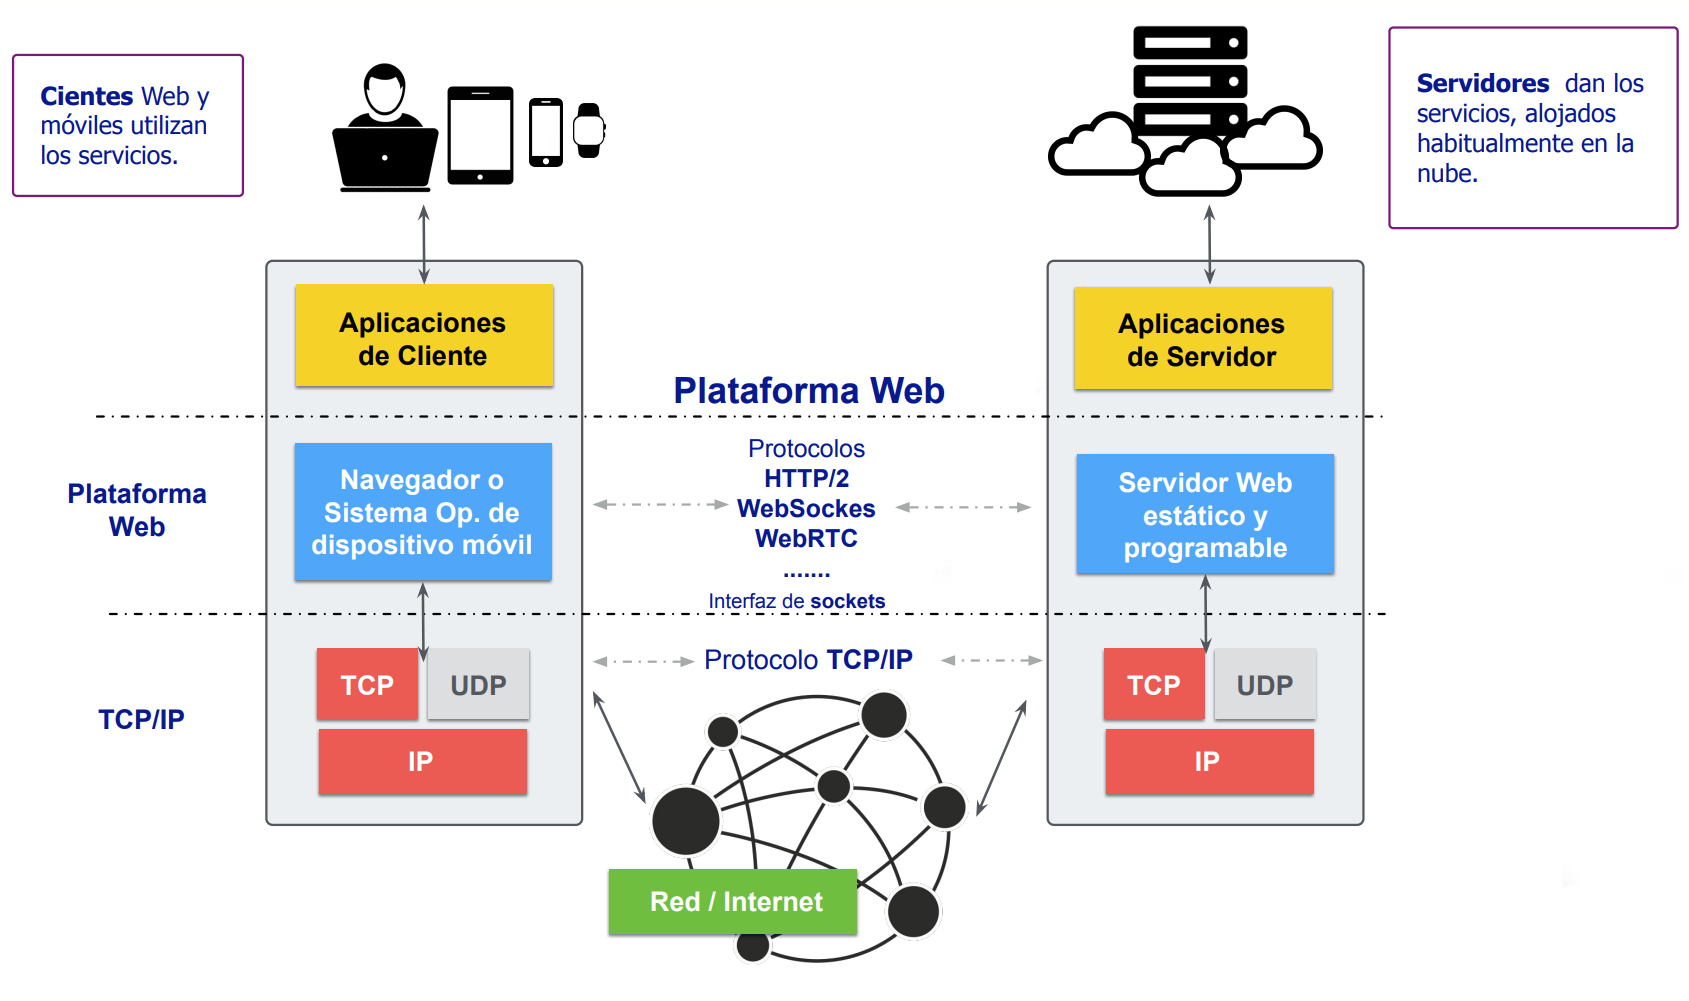 Cientes Web y
móviles utilizan
los servicios.
Servidores dan los
servicios, alojados
habitualmente en la
nube.
Aplicaciones
de Cliente
Aplicaciones
de Servidor
Plataforma Web
Plataforma
Web
Navegador o
Sistema Op. de
dispositivo móvil
Protocolos
HTTP/2
WebSockes
WebRTC
.......
Interfaz de sockets
Servidor Web
estático y
programable
TCP/IP
TCP
UDP
IP
Protocolo TCP/IP
TCP
UDP
IP
Red / Internet